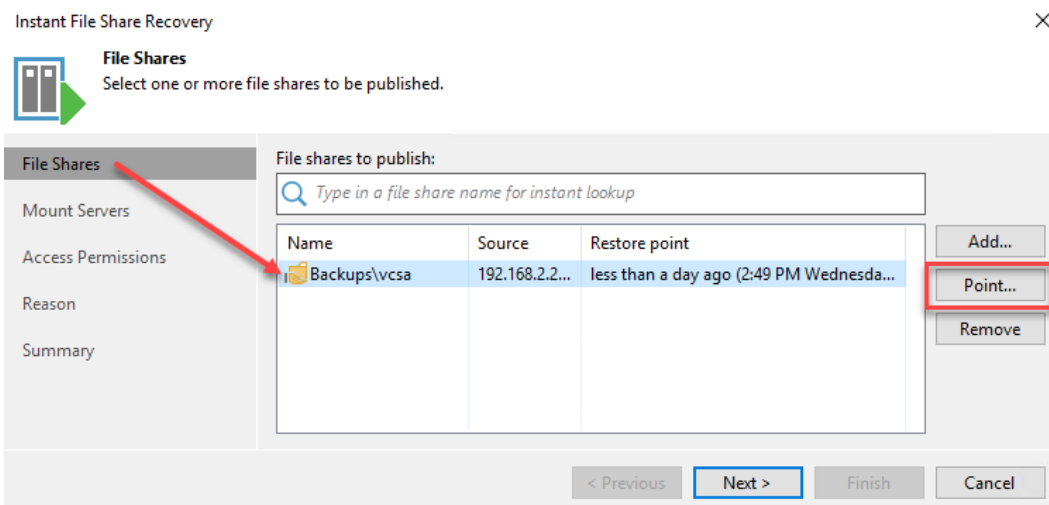 Instant File Share Recovery
File Shares
Select one or more file shares to be published.
File Shares
Mount Servers
Access Permissions
Reason
Summary
File shares to publish:
Type in a file share name for instant lookup
Name Source Restore point
Backups\vcsa 192.168.2.2... less than a day ago (2:49 PM Wednesda...
Add...
Point...
Remove
< Previous Next > Finish Cancel